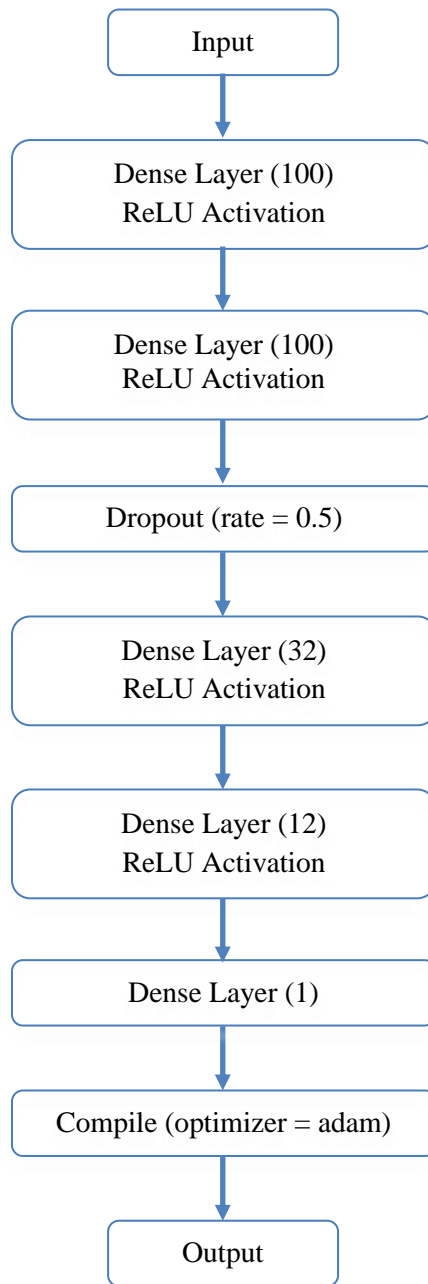 Input
Dense Layer (100)
ReLU Activation
Dense Layer (100)
ReLU Activation
Dropout (rate = 0.5)
Dense Layer (32)
ReLU Activation
Dense Layer (12)
ReLU Activation
Dense Layer (1)
Compile (optimizer = adam)
Output